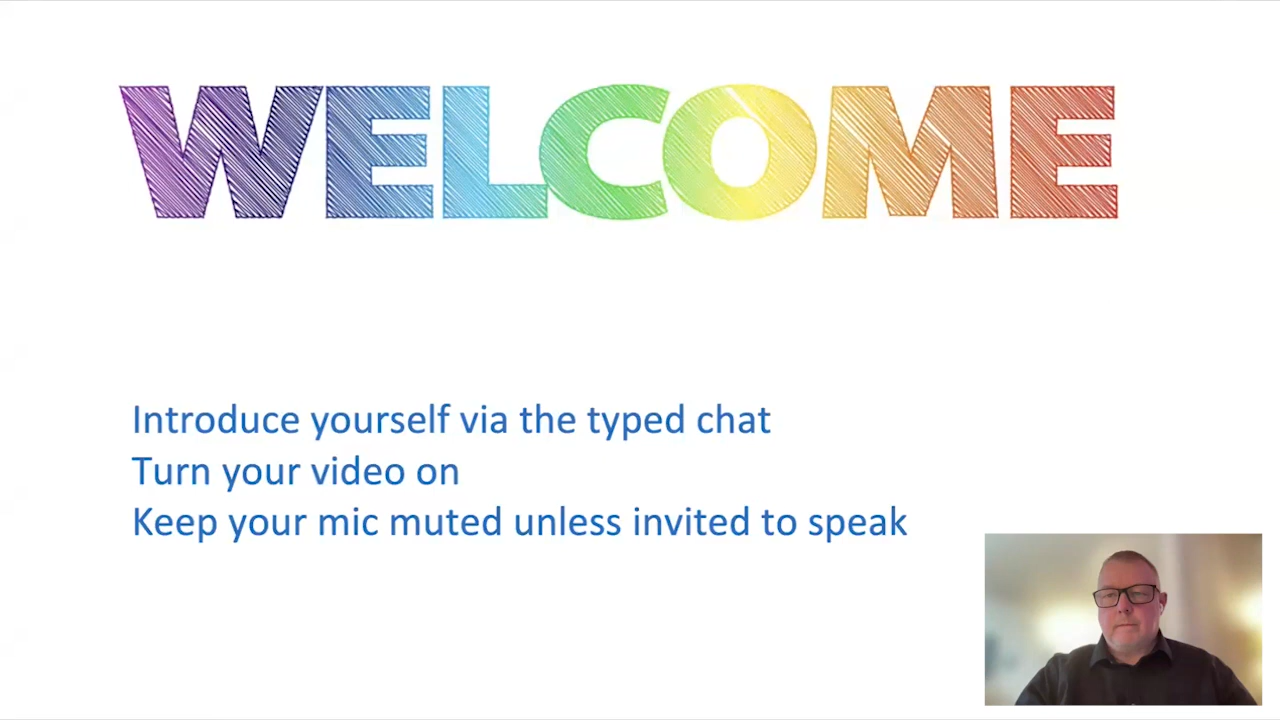 WELCOME
Introduce yourself via the typed chat
Turn your video on
Keep your mic muted unless invited to speak